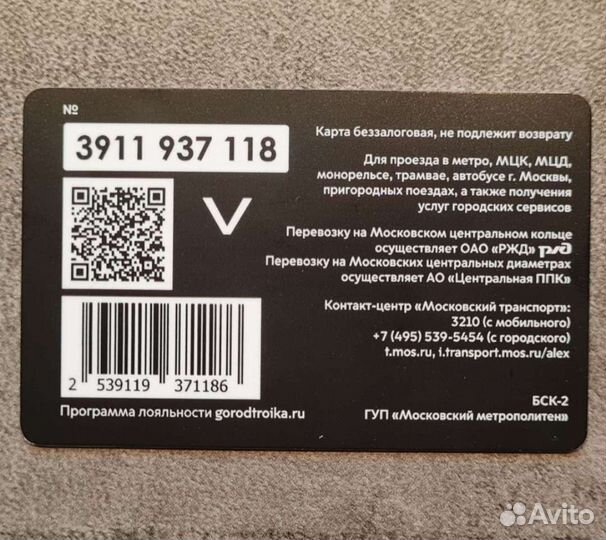 №
3911 937 118
Карта беззалоговая, не подлежит возврату
Для проезда в метро, МЦК, МЦД,
монорельсе, трамвае, автобусе г. Москвы,
пригородных поездах, а также получения
услуг городских сервисов
V
Перевозку на Московском центральном кольце
осуществляет ОАО «РЖД» ржд
Перевозку на Московских центральных диаметрах
осуществляет АО «Центральная ППК»
Контакт-центр «Московский транспорт»:
3210 (с мобильного)
+7 (495) 539-5454 (с городского)
t.mos.ru, i.transport.mos.ru/alex
2 539119 371186
Программа лояльности gorodtroika.ru
БСК-2
ГУП «Московский метрополитен»
Avito